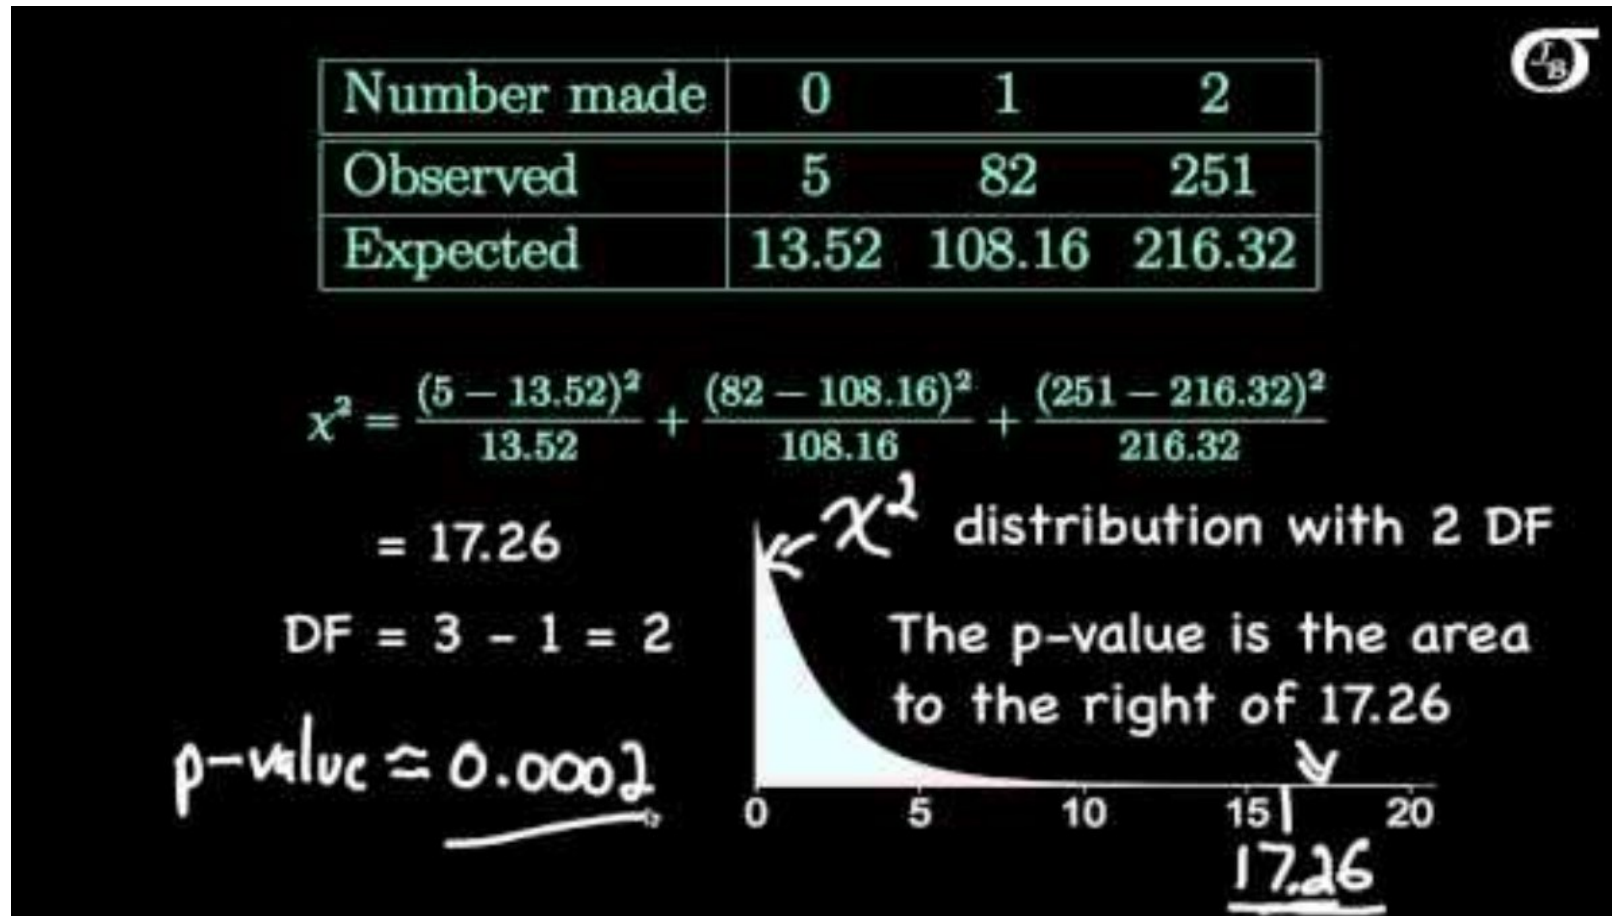 JB
Number made 0 1 2
Observed 5 82 251
Expected 13.52 108.16 216.32
χ² = (5 − 13.52)²/13.52 + (82 − 108.16)²/108.16 + (251 − 216.32)²/216.32
= 17.26
χ² distribution with 2 DF
DF = 3 - 1 = 2
The p-value is the area
to the right of 17.26
p-value ≃ 0.0002
0 5 10 15 20
17.26